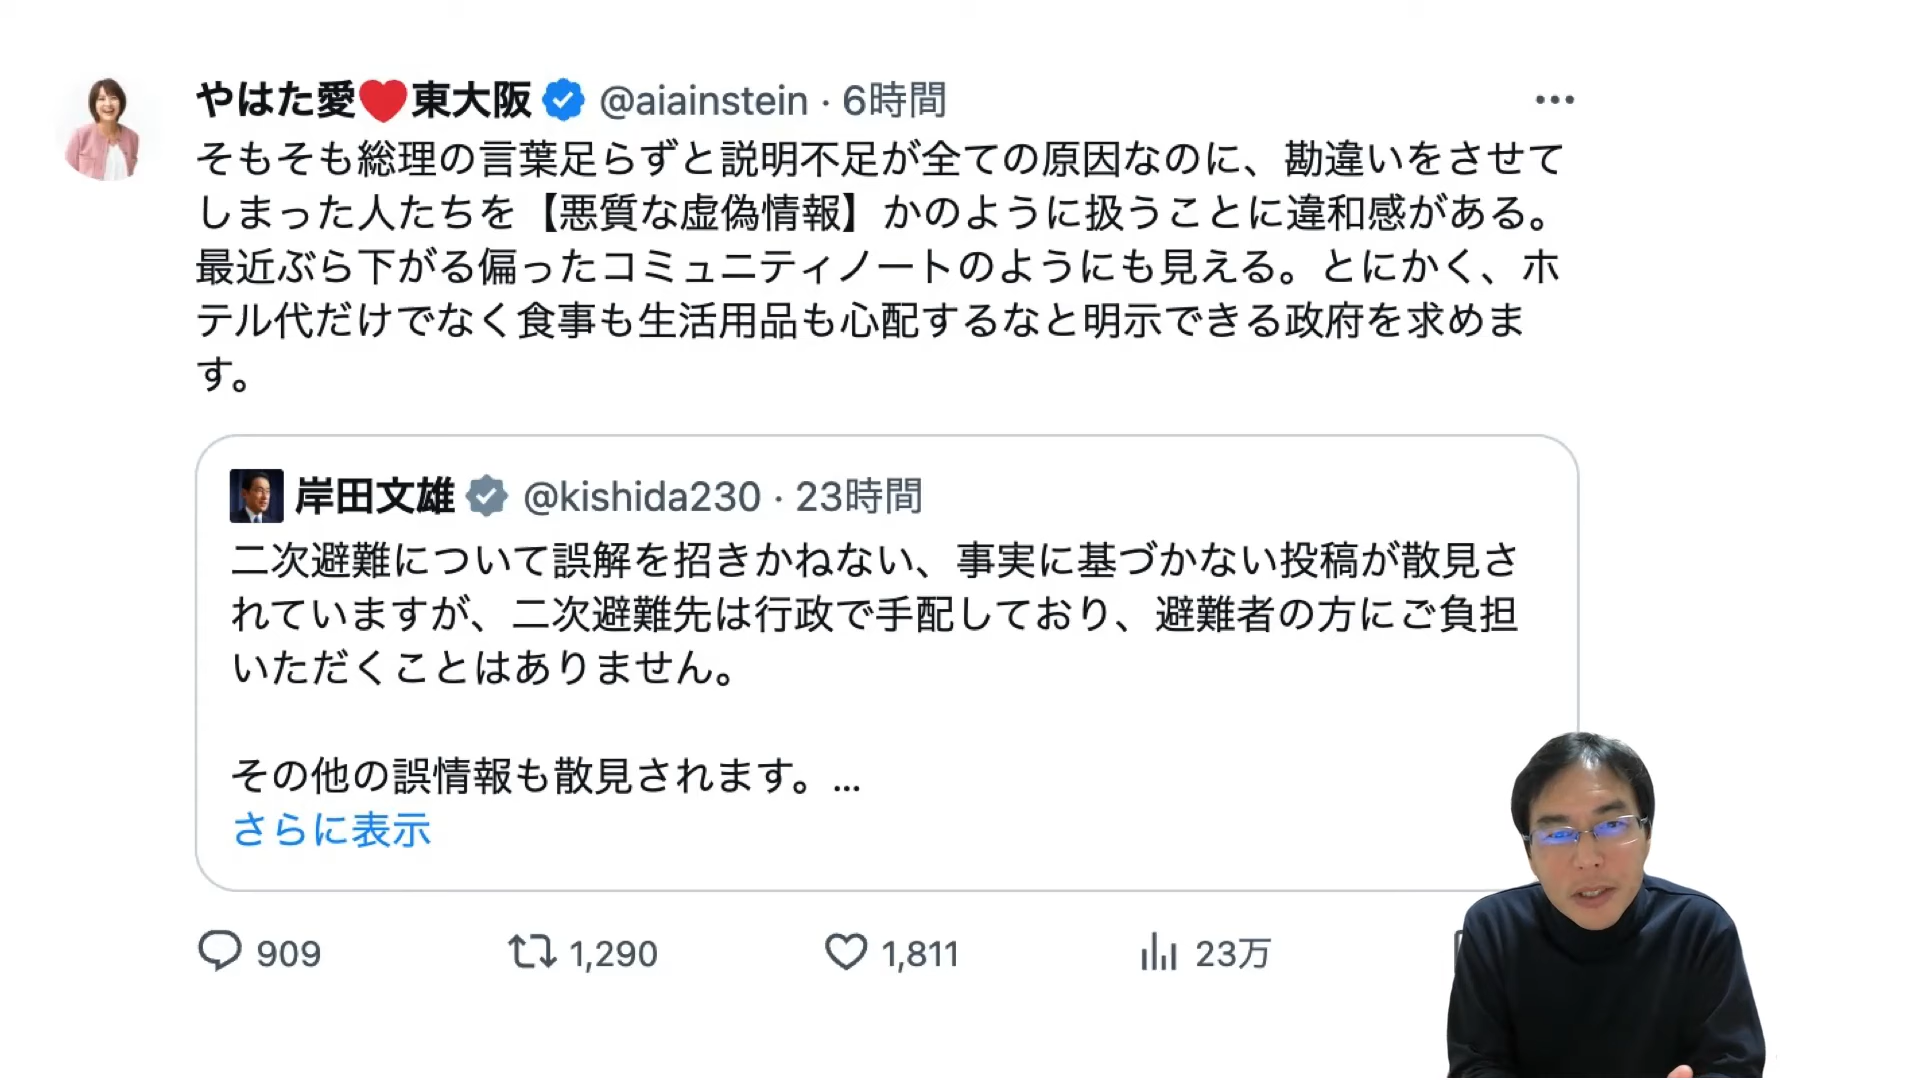 やはた愛❤️東大阪 @aiainstein · 6時間
そもそも総理の言葉足らずと説明不足が全ての原因なのに、勘違いをさせて
しまった人たちを【悪質な虚偽情報】かのように扱うことに違和感がある。
最近ぶら下がる偏ったコミュニティノートのようにも見える。とにかく、ホ
テル代だけでなく食事も生活用品も心配するなと明示できる政府を求めま
す。
岸田文雄 @kishida230 · 23時間
二次避難について誤解を招きかねない、事実に基づかない投稿が散見さ
れていますが、二次避難先は行政で手配しており、避難者の方にご負担
いただくことはありません。
その他の誤情報も散見されます。...
さらに表示
909 1,290 1,811 23万